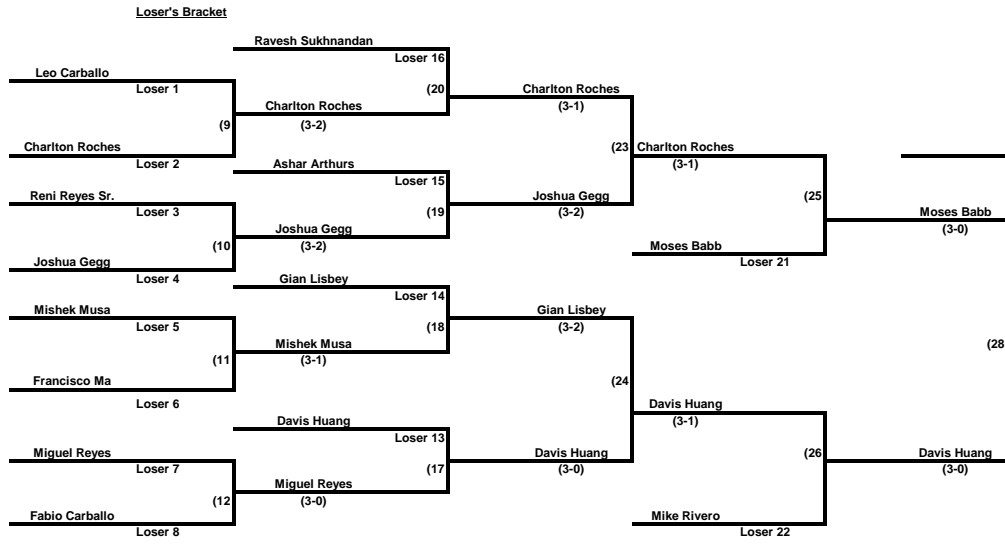 Loser's Bracket
Ravesh Sukhnandan
Loser 16
Leo Carballo
Loser 1
(20
Charlton Roches
(3-1)
Charlton Roches
(3-2)
(9
Charlton Roches
Loser 2
(23
Charlton Roches
(3-1)
Ashar Arthurs
Loser 15
Reni Reyes Sr.
Loser 3
(19
Joshua Gegg
(3-2)
(25
Moses Babb
(3-0)
Joshua Gegg
(3-2)
(10
Moses Babb
Loser 21
Joshua Gegg
Loser 4
Gian Lisbey
Loser 14
Mishek Musa
Loser 5
(18
Gian Lisbey
(3-2)
Mishek Musa
(3-1)
(11
(28
Francisco Ma
Loser 6
(24
Davis Huang
(3-1)
Davis Huang
Loser 13
Miguel Reyes
Loser 7
(17
Davis Huang
(3-0)
(26
Davis Huang
(3-0)
Miguel Reyes
(3-0)
(12
Fabio Carballo
Loser 8
Mike Rivero
Loser 22